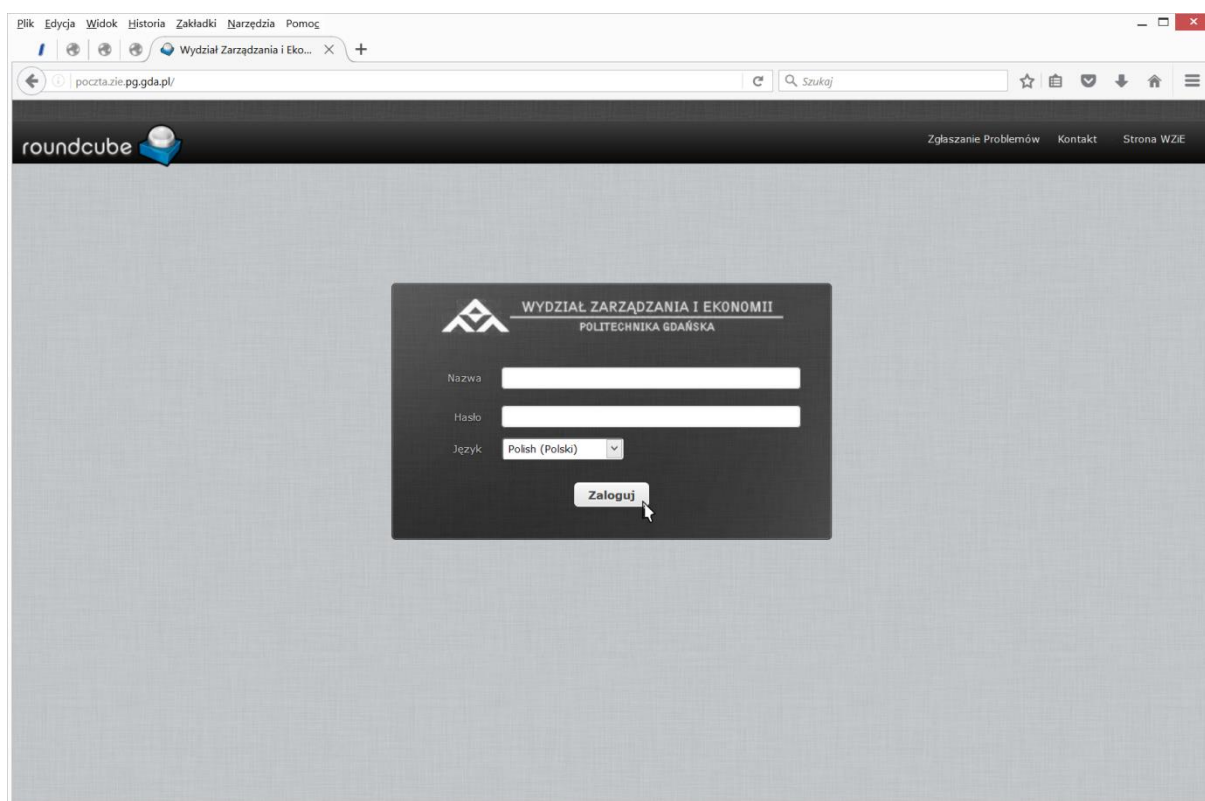 Plik Edycja Widok Historia Zakładki Narzędzia Pomoc
Wydział Zarządzania i Eko...
poczta.zie.pg.gda.pl/
Szukaj
roundcube
Zgłaszanie Problemów Kontakt Strona WZiE
WYDZIAŁ ZARZĄDZANIA I EKONOMII
POLITECHNIKA GDAŃSKA
Nazwa
Hasło
Język Polish (Polski)
Zaloguj